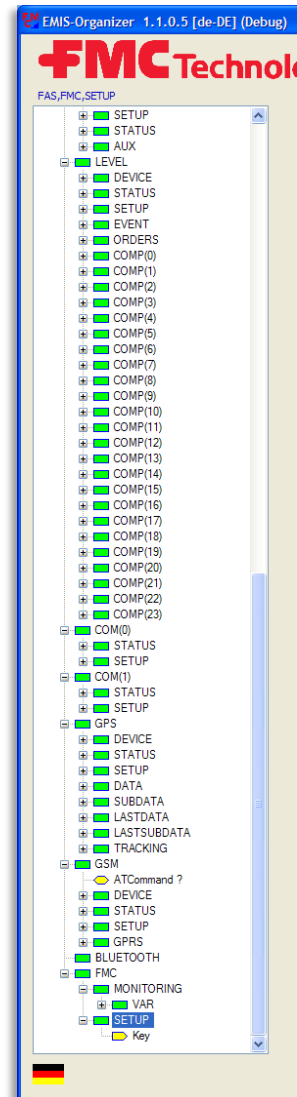 EMIS-Organizer 1.1.0.5 [de-DE] (Debug)
FMC Technol
FAS,FMC,SETUP
SETUP
STATUS
AUX
LEVEL
DEVICE
STATUS
SETUP
EVENT
ORDERS
COMP(0)
COMP(1)
COMP(2)
COMP(3)
COMP(4)
COMP(5)
COMP(6)
COMP(7)
COMP(8)
COMP(9)
COMP(10)
COMP(11)
COMP(12)
COMP(13)
COMP(14)
COMP(15)
COMP(16)
COMP(17)
COMP(18)
COMP(19)
COMP(20)
COMP(21)
COMP(22)
COMP(23)
COM(0)
STATUS
SETUP
COM(1)
STATUS
SETUP
GPS
DEVICE
STATUS
SETUP
DATA
SUBDATA
LASTDATA
LASTSUBDATA
TRACKING
GSM
ATCommand ?
DEVICE
STATUS
SETUP
GPRS
BLUETOOTH
FMC
MONITORING
VAR
SETUP
Key